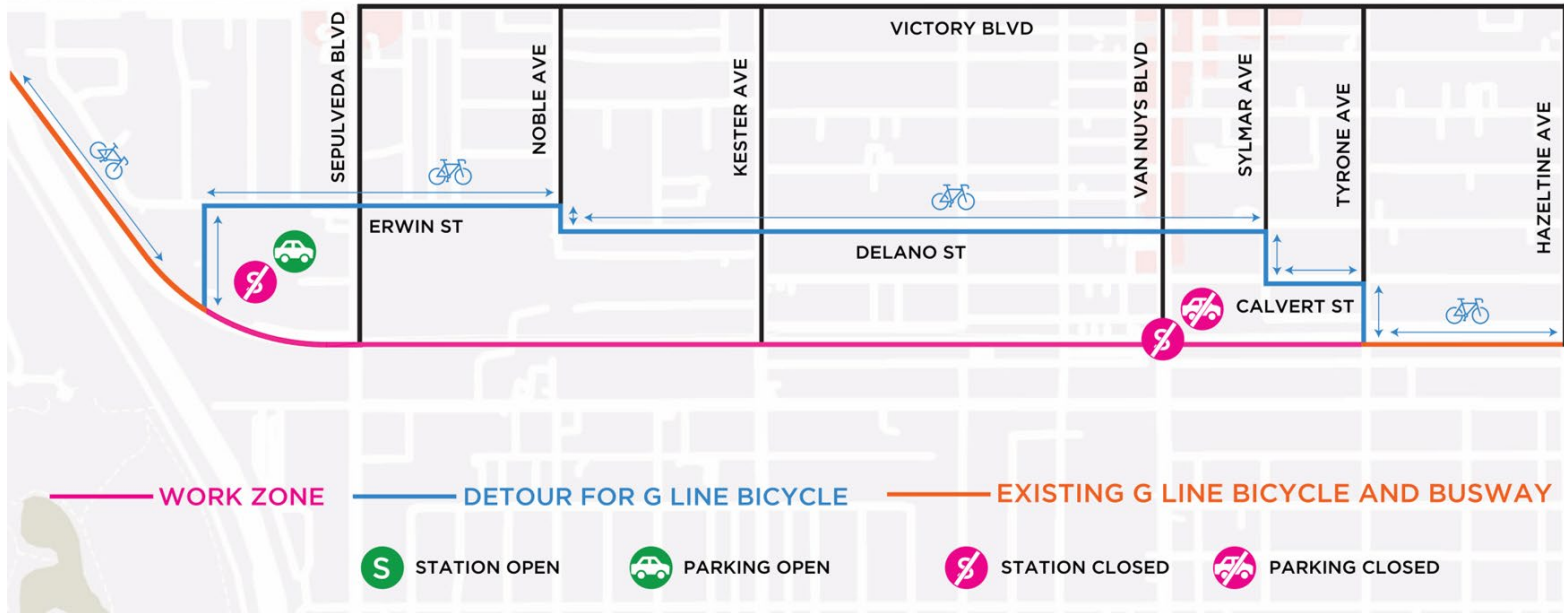 VICTORY BLVD
SEPULVEDA BLVD
NOBLE AVE
KESTER AVE
VAN NUYS BLVD
SYLMAR AVE
TYRONE AVE
HAZELTINE AVE
ERWIN ST
DELANO ST
S
CALVERT ST
S
WORK ZONE
DETOUR FOR G LINE BICYCLE
EXISTING G LINE BICYCLE AND BUSWAY
S STATION OPEN
PARKING OPEN
S STATION CLOSED
PARKING CLOSED